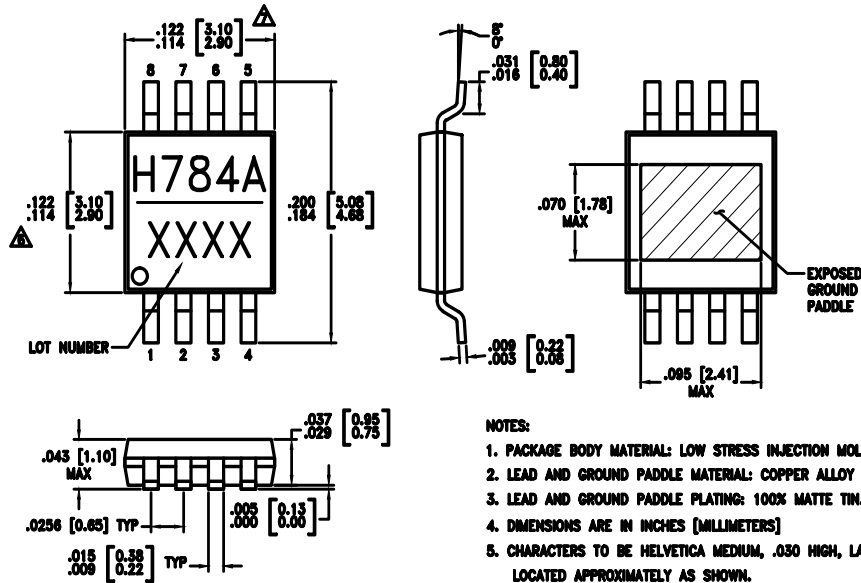 .122 [3.10]
.114 [2.90]
7
8 7 6 5
H784A
XXXX
.122 [3.10]
.114 [2.90]
6
.200 [5.08]
.184 [4.68]
LOT NUMBER
1 2 3 4
8°
0°
.031 [0.80]
.016 [0.40]
.009 [0.22]
.003 [0.08]
.070 [1.78]
MAX
EXPOSED
GROUND
PADDLE
.095 [2.41]
MAX
.043 [1.10]
MAX
.037 [0.95]
.029 [0.75]
.005 [0.13]
.000 [0.00]
.0256 [0.65] TYP
.015 [0.38]
.009 [0.22]
TYP
NOTES:
1. PACKAGE BODY MATERIAL: LOW STRESS INJECTION MOL
2. LEAD AND GROUND PADDLE MATERIAL: COPPER ALLOY
3. LEAD AND GROUND PADDLE PLATING: 100% MATTE TIN.
4. DIMENSIONS ARE IN INCHES [MILLIMETERS]
5. CHARACTERS TO BE HELVETICA MEDIUM, .030 HIGH, LA
LOCATED APPROXIMATELY AS SHOWN.